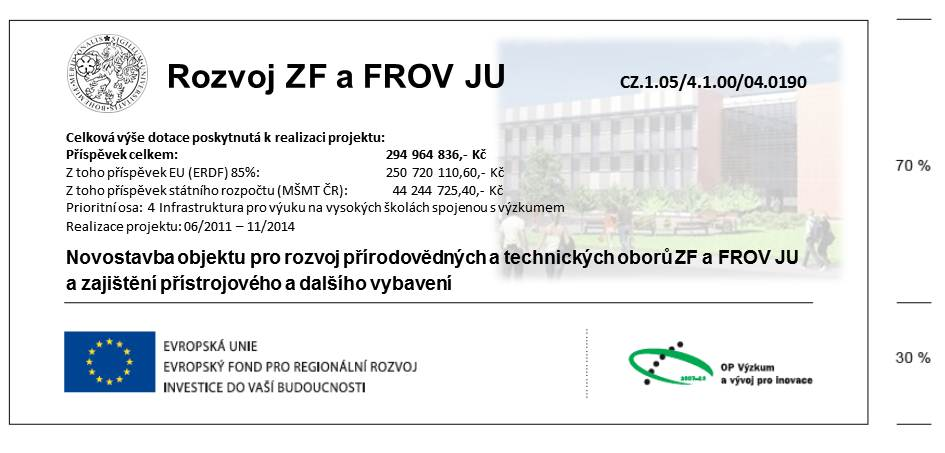 Rozvoj ZF a FROV JU
CZ.1.05/4.1.00/04.0190
Celková výše dotace poskytnutá k realizaci projektu:
Příspěvek celkem: 294 964 836,- Kč
Z toho příspěvek EU (ERDF) 85%: 250 720 110,60,- Kč
Z toho příspěvek státního rozpočtu (MŠMT ČR): 44 244 725,40,- Kč
Prioritní osa: 4 Infrastruktura pro výuku na vysokých školách spojenou s výzkumem
Realizace projektu: 06/2011 – 11/2014
Novostavba objektu pro rozvoj přírodovědných a technických oborů ZF a FROV JU
a zajištění přístrojového a dalšího vybavení
70 %
EVROPSKÁ UNIE
EVROPSKÝ FOND PRO REGIONÁLNÍ ROZVOJ
INVESTICE DO VAŠÍ BUDOUCNOSTI
2007-13
OP Výzkum
a vývoj pro inovace
30 %